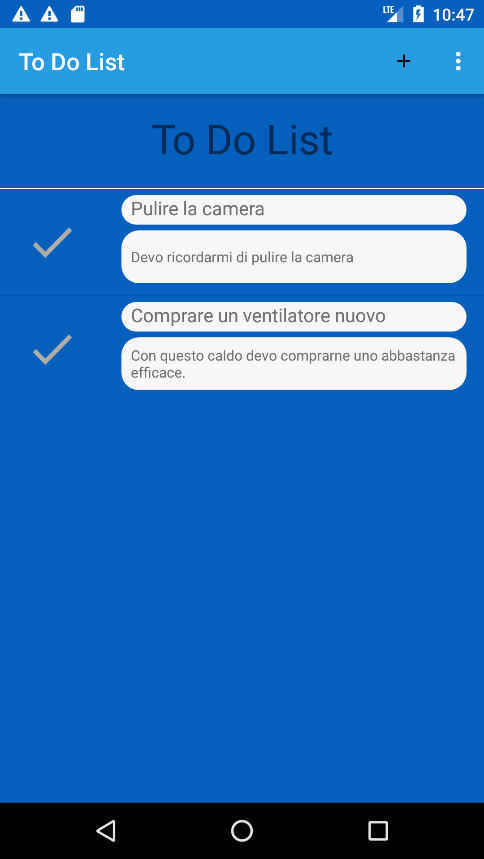 LTE 10:47
To Do List
To Do List
Pulire la camera
Devo ricordarmi di pulire la camera
Comprare un ventilatore nuovo
Con questo caldo devo comprarne uno abbastanza
efficace.